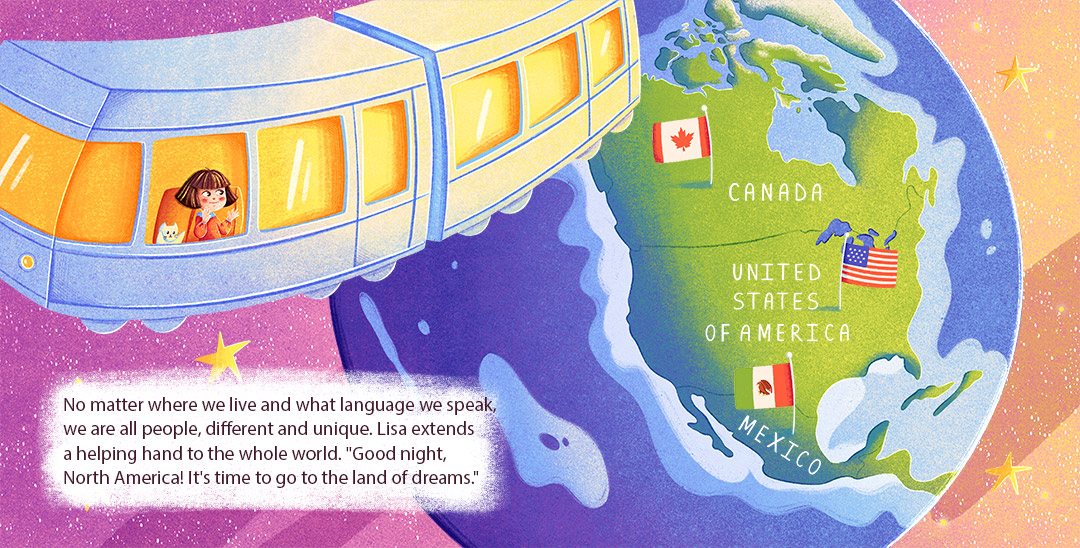 CANADA
UNITED
STATES
OF AMERICA
MEXICO
No matter where we live and what language we speak,
we are all people, different and unique. Lisa extends
a helping hand to the whole world. "Good night,
North America! It's time to go to the land of dreams."